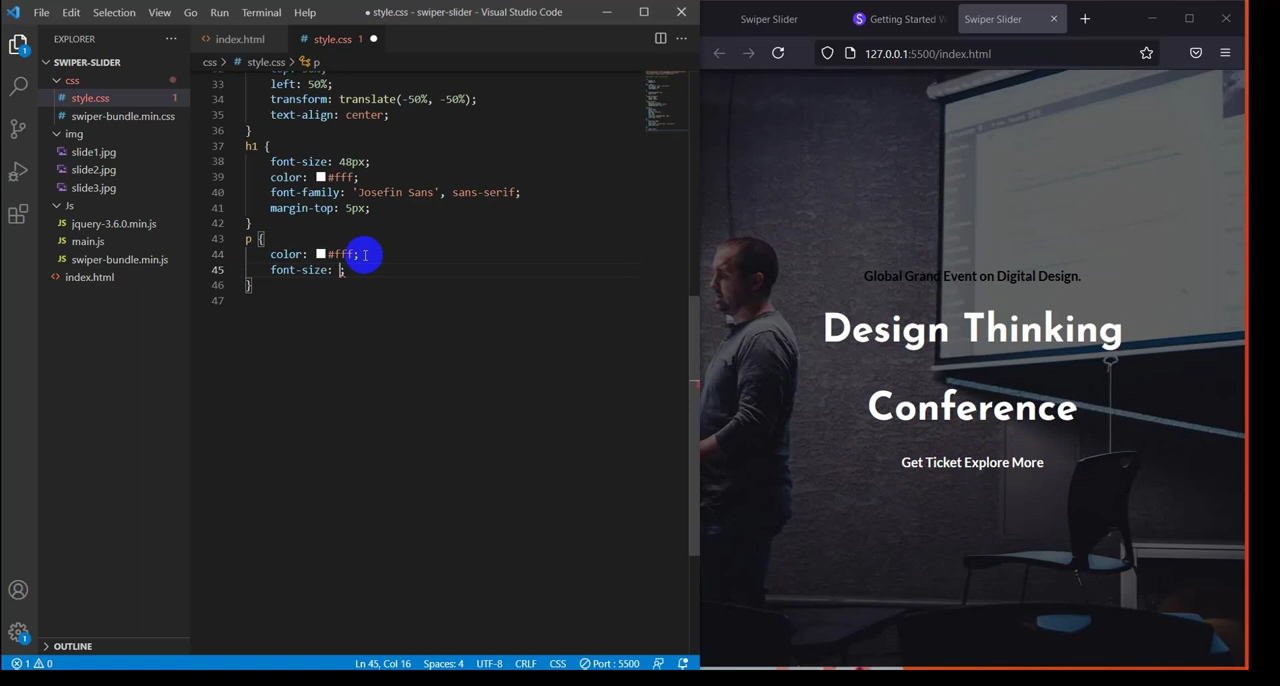 File Edit Selection View Go Run Terminal Help
● style.css - swiper-slider - Visual Studio Code
EXPLORER
SWIPER-SLIDER
css
# style.css 1
# swiper-bundle.min.css
img
slide1.jpg
slide2.jpg
slide3.jpg
Js
JS jquery-3.6.0.min.js
JS main.js
JS swiper-bundle.min.js
<> index.html
OUTLINE
1
1
<> index.html
# style.css 1 ●
css > # style.css > p
33 left: 50%;
34 transform: translate(-50%, -50%);
35 text-align: center;
36 }
37 h1 {
38 font-size: 48px;
39 color: #fff;
40 font-family: 'Josefin Sans', sans-serif;
41 margin-top: 5px;
42 }
43 p {
44 color: #fff;
45 font-size: ;
46 }
47
1 0
Ln 45, Col 16 Spaces: 4 UTF-8 CRLF CSS Port : 5500
Swiper Slider
S Getting Started W
Swiper Slider
127.0.0.1:5500/index.html
Global Grand Event on Digital Design.
Design Thinking
Conference
Get Ticket Explore More